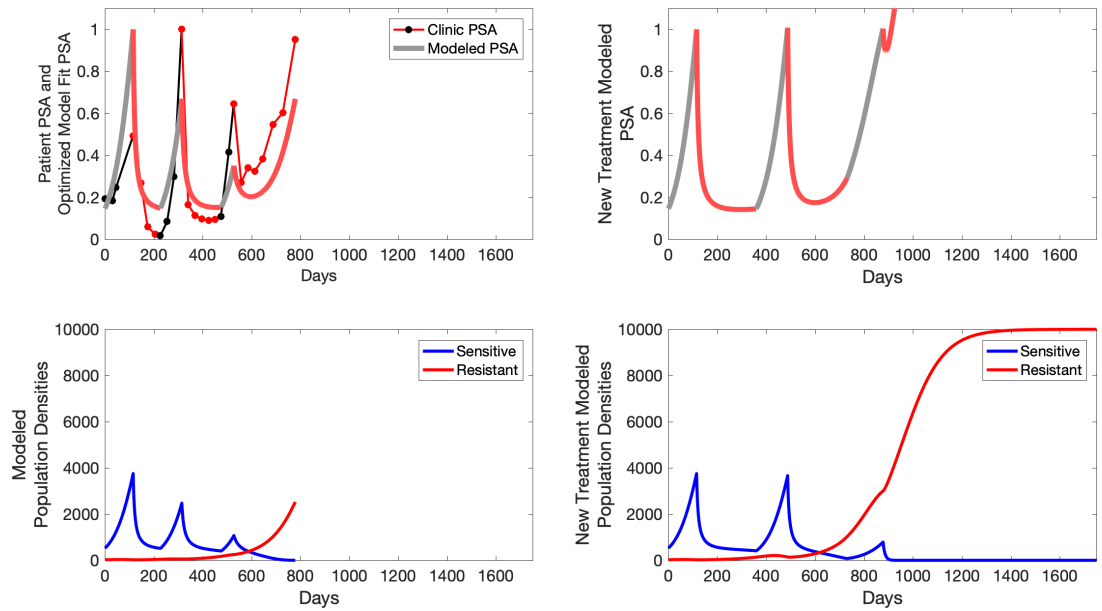 Patient PSA and
Optimized Model Fit PSA
1
0.8
0.6
0.4
0.2
0
0 200 400 600 800 1000 1200 1400 1600
Days
Clinic PSA
Modeled PSA
New Treatment Modeled
PSA
1
0.8
0.6
0.4
0.2
0
0 200 400 600 800 1000 1200 1400 1600
Days
Modeled
Population Densities
10000
8000
6000
4000
2000
0
0 200 400 600 800 1000 1200 1400 1600
Days
Sensitive
Resistant
New Treatment Modeled
Population Densities
10000
8000
6000
4000
2000
0
0 200 400 600 800 1000 1200 1400 1600
Days
Sensitive
Resistant